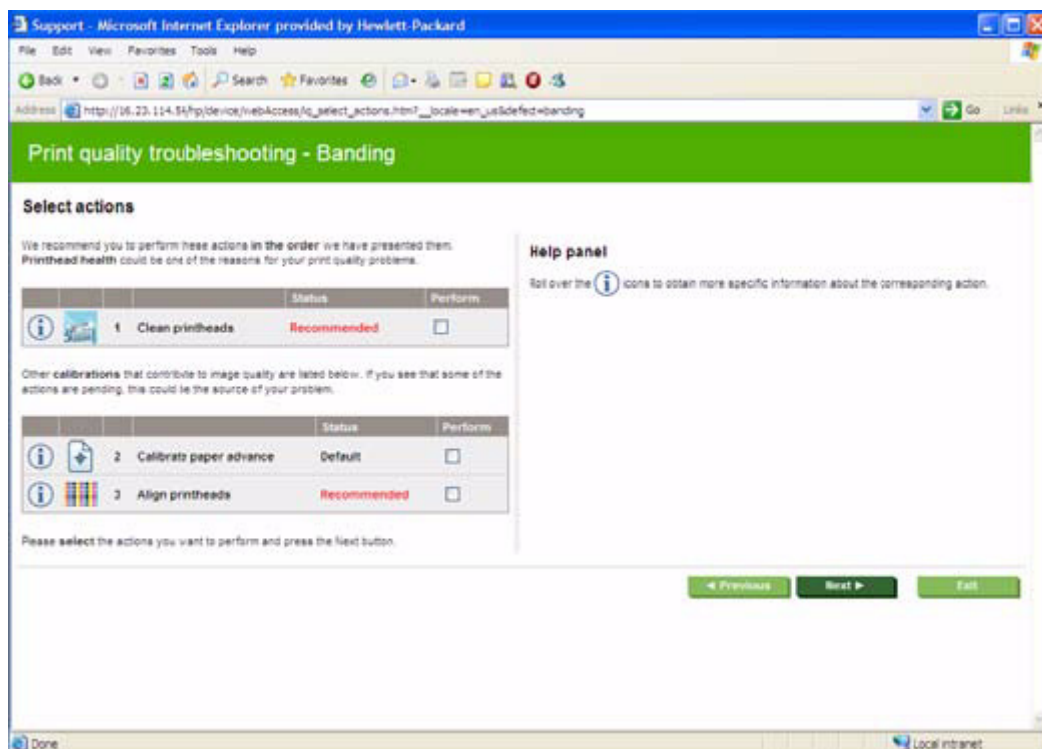 Support - Microsoft Internet Explorer provided by Hewlett-Packard
File Edit View Favorites Tools Help
Back Search Favorites
Address http://16.23.114.54/hp/device/webAccess/iq_select_actions.htm?__locale=en_us&defect=banding Go Links
Print quality troubleshooting - Banding
Select actions
We recommend you to perform hese actions in the order we have presented them.
Printhead health could be one of the reasons for your print quality problems.
Status Perform
1 Clean printheads Recommended
Other calibrations that contribute to image quality are listed below. If you see that some of the
actions are pending, this could be the source of your problem.
Status Perform
2 Calibrate paper advance Default
3 Align printheads Recommended
Please select the actions you want to perform and press the Next button.
Help panel
Roll over the i icons to obtain more specific information about the corresponding action.
Previous Next Exit
Done Local intranet